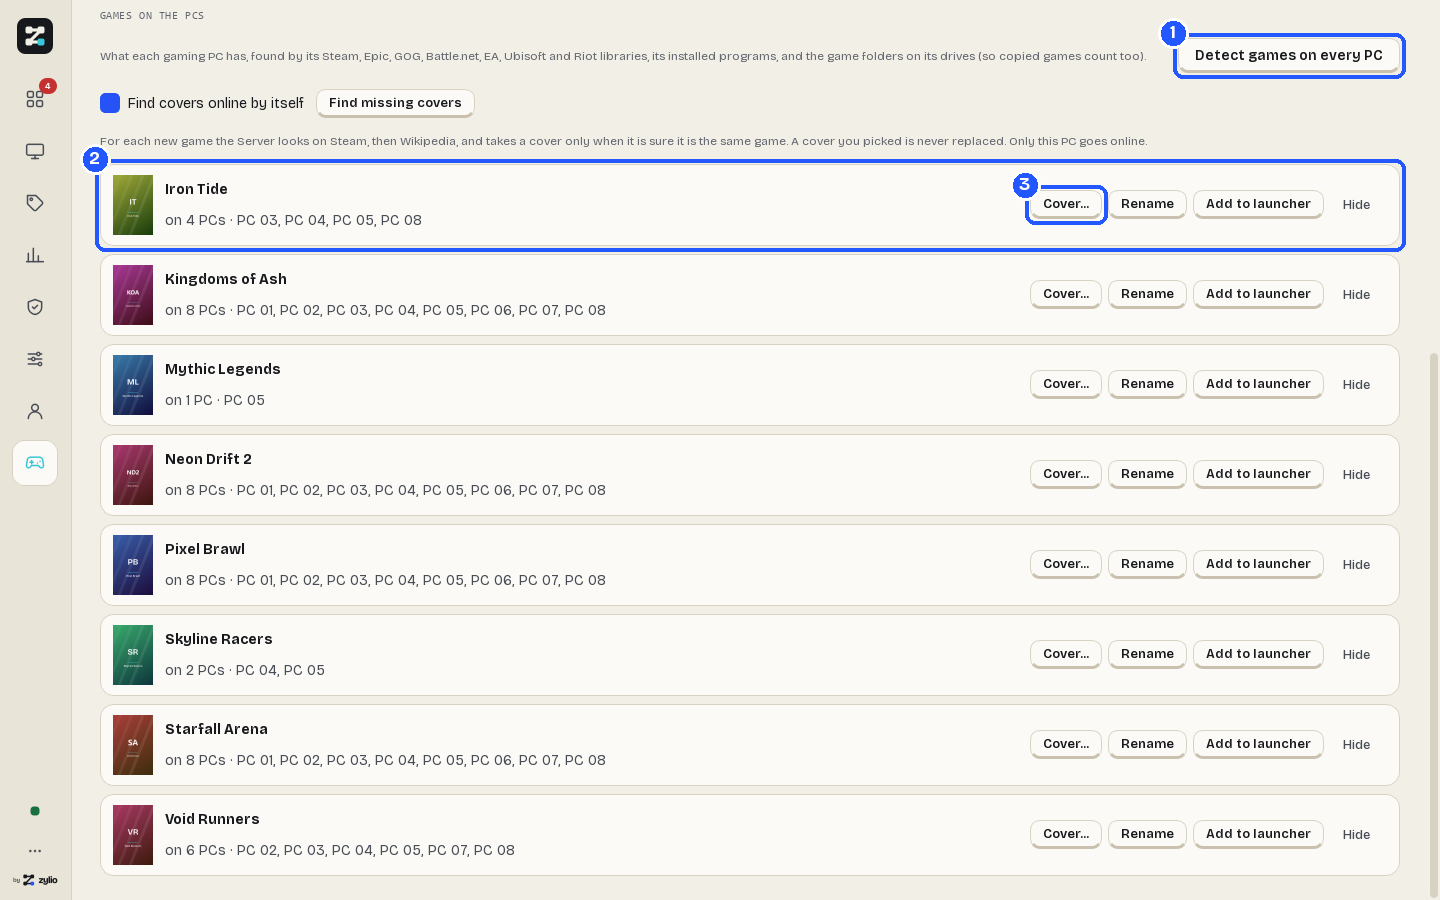 GAMES ON THE PCS
1
What each gaming PC has, found by its Steam, Epic, GOG, Battle.net, EA, Ubisoft and Riot libraries, its installed programs, and the game folders on its drives (so copied games count too).
Detect games on every PC
4
Find covers online by itself
Find missing covers
For each new game the Server looks on Steam, then Wikipedia, and takes a cover only when it is sure it is the same game. A cover you picked is never replaced. Only this PC goes online.
2
IT
Iron Tide
on 4 PCs · PC 03, PC 04, PC 05, PC 08
3
Cover...
Rename
Add to launcher
Hide
KOA
Kingdoms of Ash
on 8 PCs · PC 01, PC 02, PC 03, PC 04, PC 05, PC 06, PC 07, PC 08
Cover...
Rename
Add to launcher
Hide
ML
Mythic Legends
on 1 PC · PC 05
Cover...
Rename
Add to launcher
Hide
ND2
Neon Drift 2
on 8 PCs · PC 01, PC 02, PC 03, PC 04, PC 05, PC 06, PC 07, PC 08
Cover...
Rename
Add to launcher
Hide
PB
Pixel Brawl
on 8 PCs · PC 01, PC 02, PC 03, PC 04, PC 05, PC 06, PC 07, PC 08
Cover...
Rename
Add to launcher
Hide
SR
Skyline Racers
on 2 PCs · PC 04, PC 05
Cover...
Rename
Add to launcher
Hide
SA
Starfall Arena
on 8 PCs · PC 01, PC 02, PC 03, PC 04, PC 05, PC 06, PC 07, PC 08
Cover...
Rename
Add to launcher
Hide
VR
Void Runners
on 6 PCs · PC 02, PC 03, PC 04, PC 05, PC 07, PC 08
Cover...
Rename
Add to launcher
Hide
by zylio